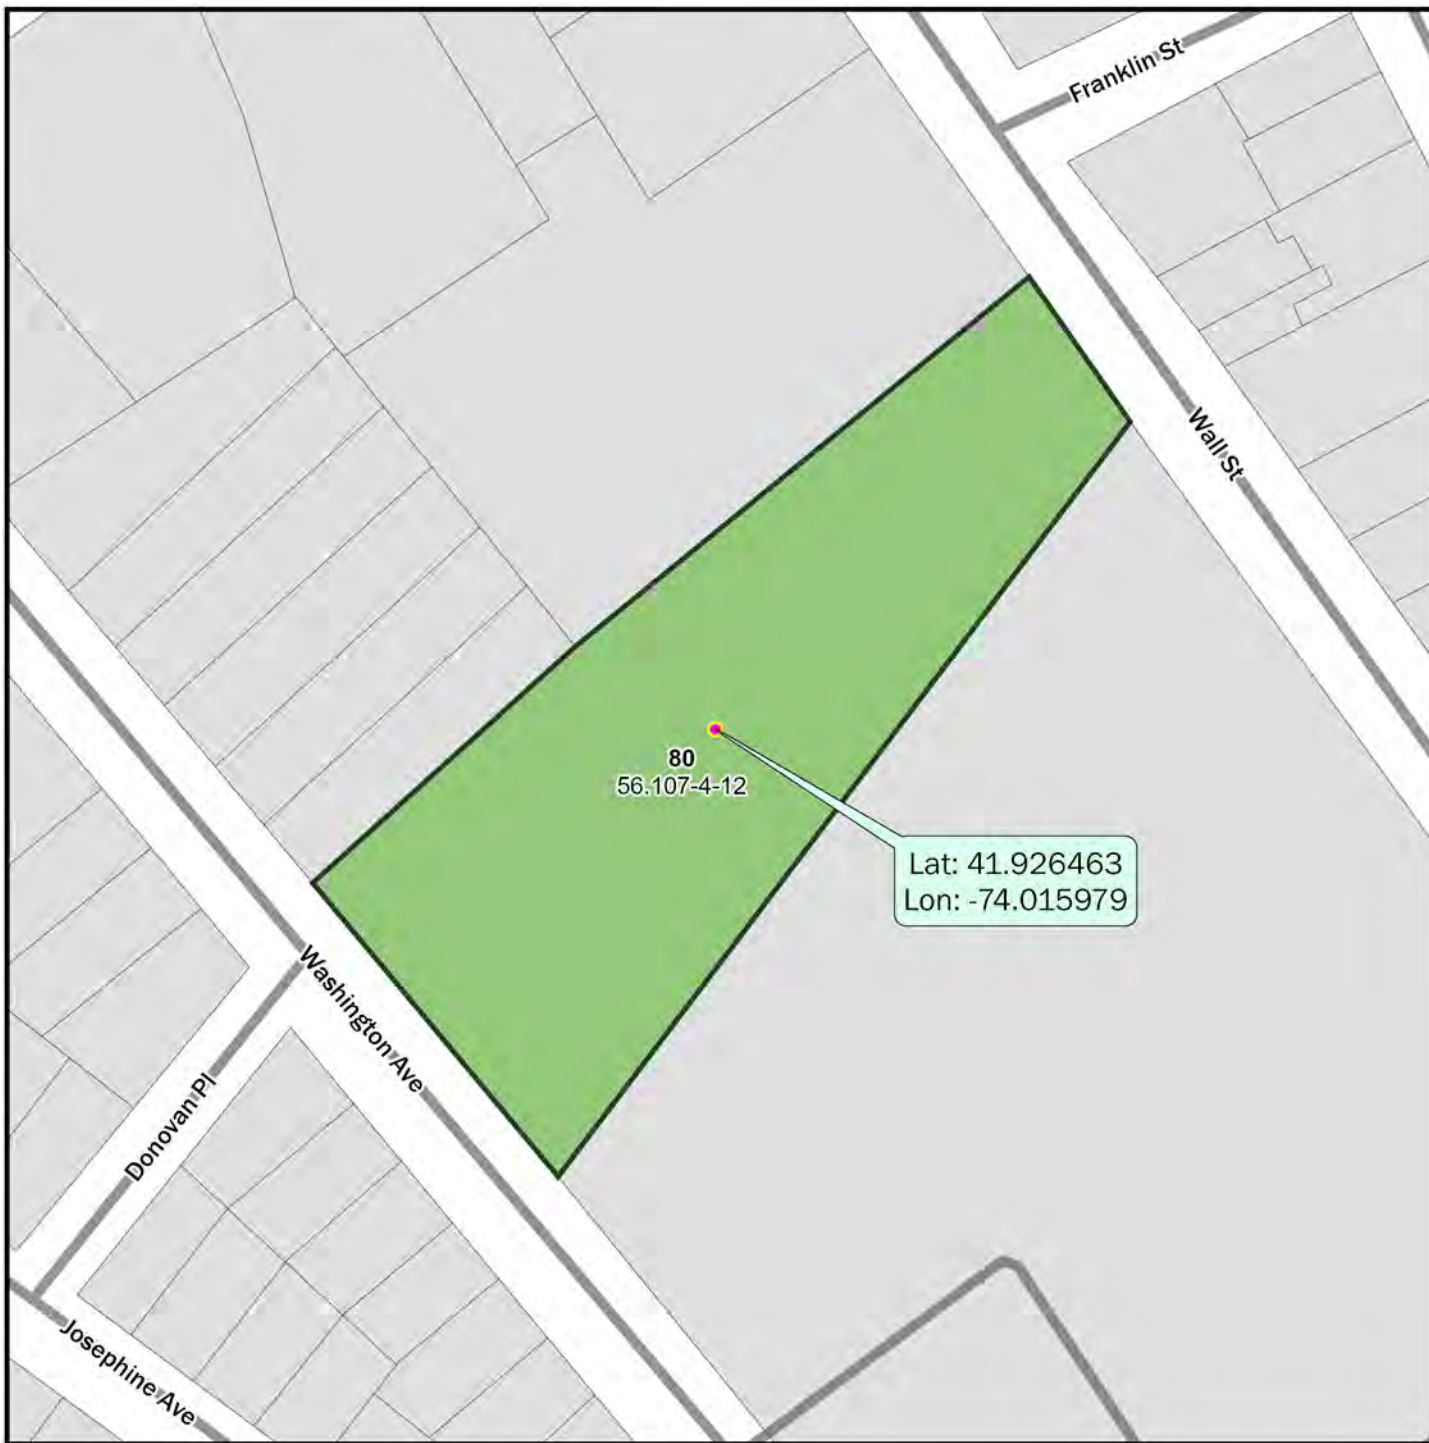 Franklin St
Wall St
80
56.107-4-12
Lat: 41.926463
Lon: -74.015979
Washington Ave
Donovan Pl
Josephine Ave